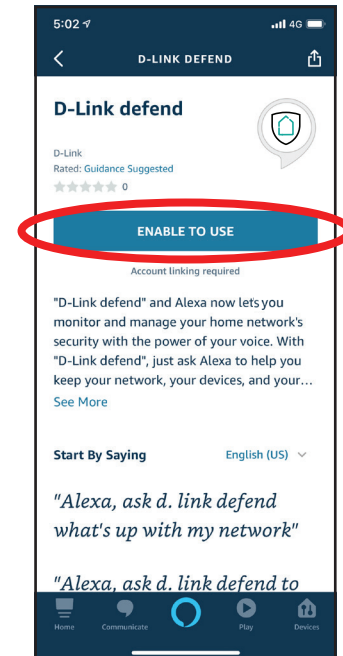 5:02
4G
D-LINK DEFEND
D-Link defend
D-Link
Rated: Guidance Suggested
0
ENABLE TO USE
Account linking required
"D-Link defend" and Alexa now lets you
monitor and manage your home network's
security with the power of your voice. With
"D-Link defend", just ask Alexa to help you
keep your network, your devices, and your...
See More
Start By Saying
English (US)
"Alexa, ask d. link defend
what's up with my network"
"Alexa, ask d. link defend to
Home
Communicate
Play
Devices